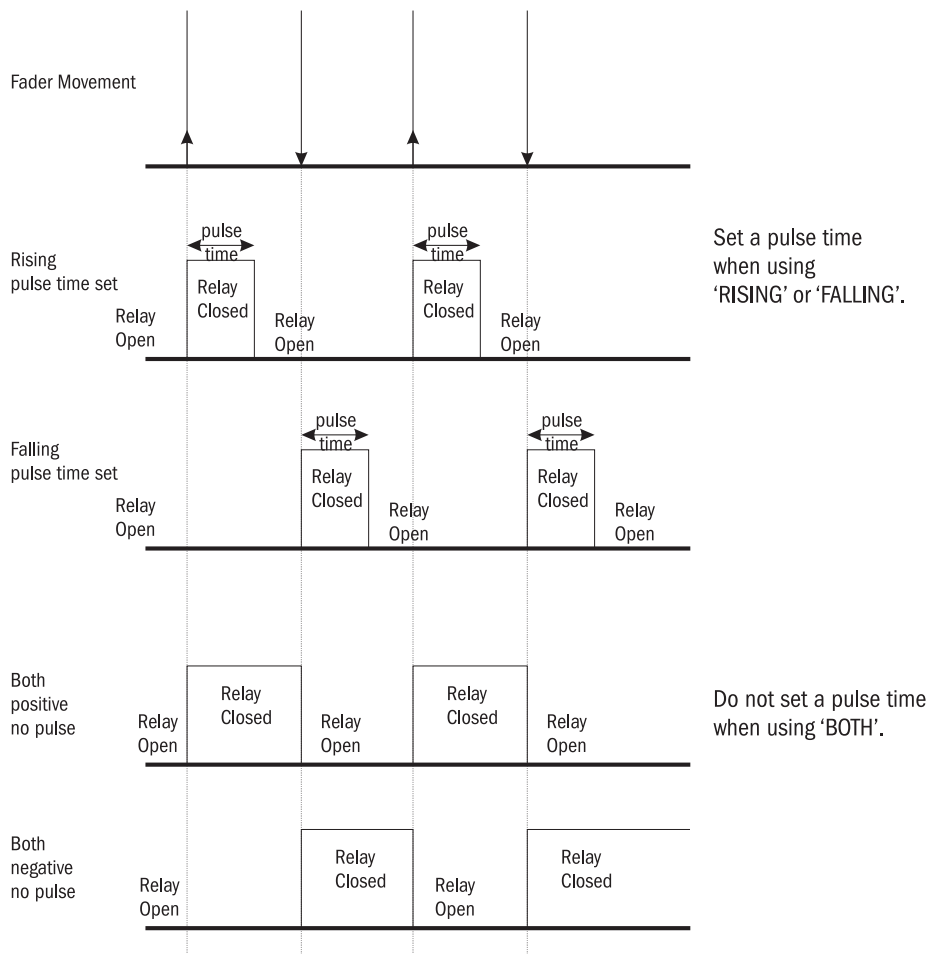 Fader Movement
pulse
time
pulse
time
Rising
pulse time set
Relay
Closed
Relay
Closed
Relay
Open
Relay
Open
Relay
Open
Set a pulse time
when using
‘RISING’ or ‘FALLING’.
pulse
time
pulse
time
Falling
pulse time set
Relay
Closed
Relay
Closed
Relay
Open
Relay
Open
Relay
Open
Both
positive
no pulse
Relay
Closed
Relay
Closed
Relay
Open
Relay
Open
Relay
Open
Do not set a pulse time
when using ‘BOTH’.
Both
negative
no pulse
Relay
Closed
Relay
Closed
Relay
Open
Relay
Open